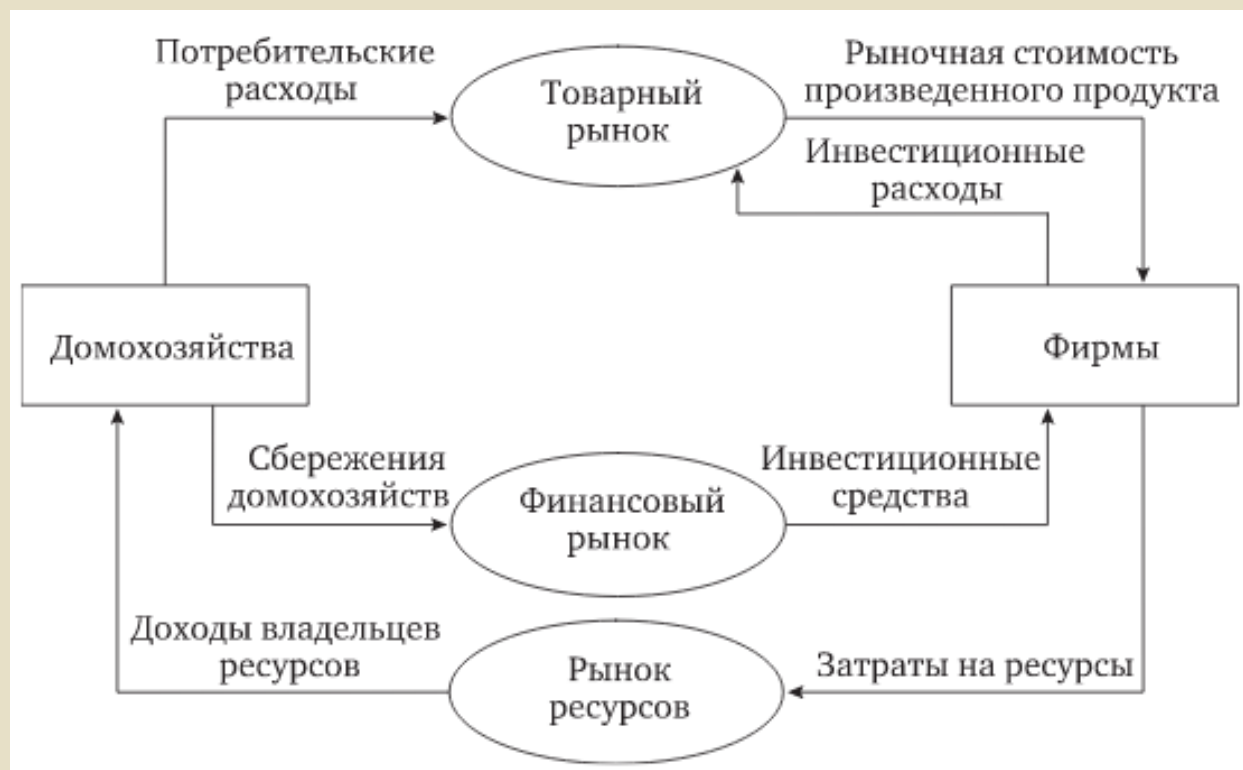 Потребительские
расходы
Товарный
рынок
Рыночная стоимость
произведенного продукта
Инвестиционные
расходы
Домохозяйства
Фирмы
Сбережения
домохозяйств
Финансовый
рынок
Инвестиционные
средства
Доходы владельцев
ресурсов
Рынок
ресурсов
Затраты на ресурсы